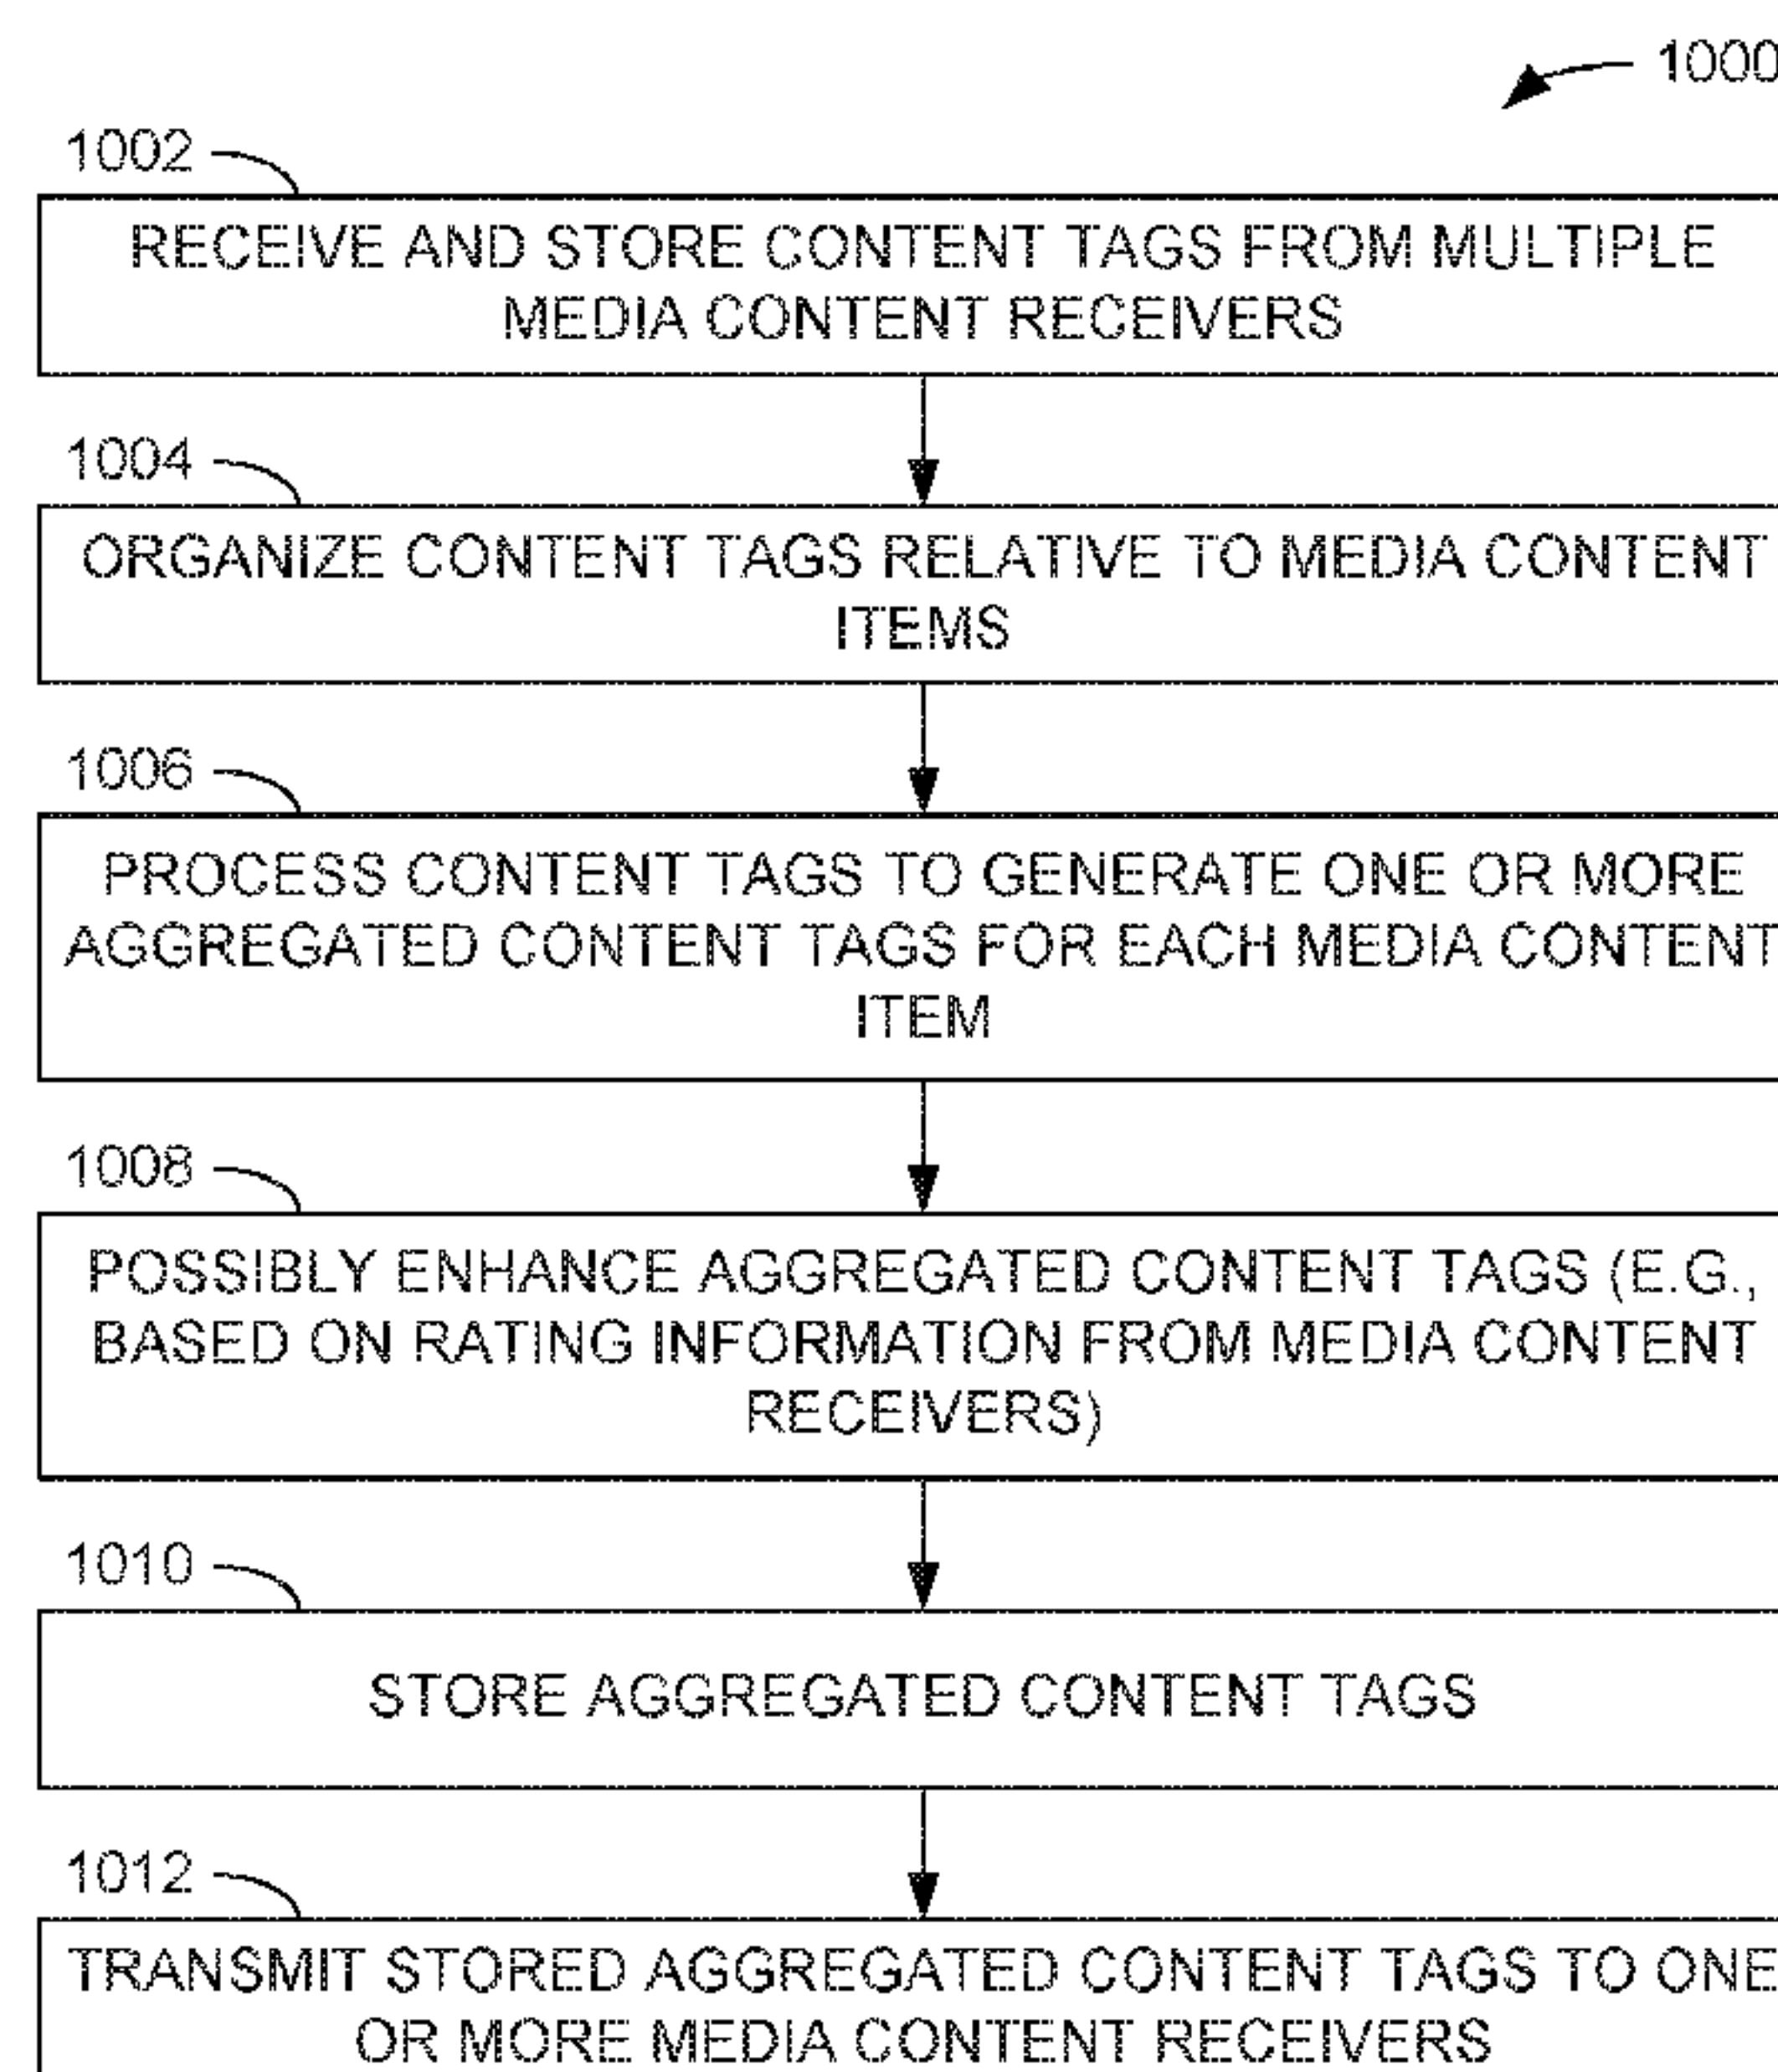 1000
1002
RECEIVE AND STORE CONTENT TAGS FROM MULTIPLE
MEDIA CONTENT RECEIVERS
1004
ORGANIZE CONTENT TAGS RELATIVE TO MEDIA CONTENT
ITEMS
1006
PROCESS CONTENT TAGS TO GENERATE ONE OR MORE
AGGREGATED CONTENT TAGS FOR EACH MEDIA CONTENT
ITEM
1008
POSSIBLY ENHANCE AGGREGATED CONTENT TAGS (E.G.,
BASED ON RATING INFORMATION FROM MEDIA CONTENT
RECEIVERS)
1010
STORE AGGREGATED CONTENT TAGS
1012
TRANSMIT STORED AGGREGATED CONTENT TAGS TO ONE
OR MORE MEDIA CONTENT RECEIVERS